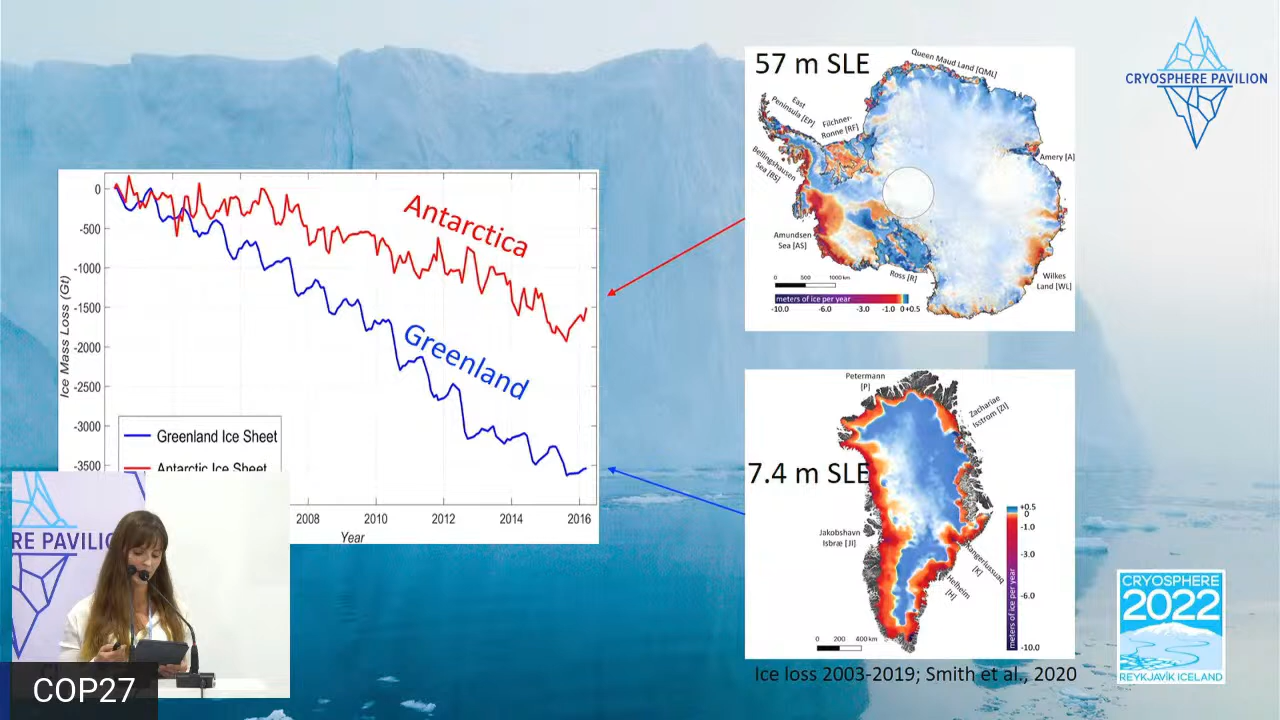 57 m SLE
Queen Maud Land [QML]
East
Peninsula [EP]
Filchner-
Ronne [RF]
Bellingshausen
Sea [BS]
Amery [A]
Amundsen
Sea [AS]
Ross [R]
Wilkes
Land [WL]
0 500 1000 km
meters of ice per year
-10.0 -6.0 -3.0 -1.0 0 +0.5
CRYOSPHERE PAVILION
Antarctica
Greenland
Ice Mass Loss (Gt)
0
-500
-1000
-1500
-2000
-2500
-3000
-3500
Greenland Ice Sheet
Antarctic Ice Sheet
2008 2010 2012 2014 2016
Year
Petermann
[P]
Zachariae
Isstrom [ZI]
7.4 m SLE
Jakobshavn
Isbræ [JI]
Kangerlussuaq
[K]
Helheim
[H]
0 200 400 km
+0.5
0
-1.0
-3.0
-6.0
-10.0
meters of ice per year
Ice loss 2003-2019; Smith et al., 2020
CRYOSPHERE
2022
REYKJAVÍK ICELAND
RE PAVILIO
COP27